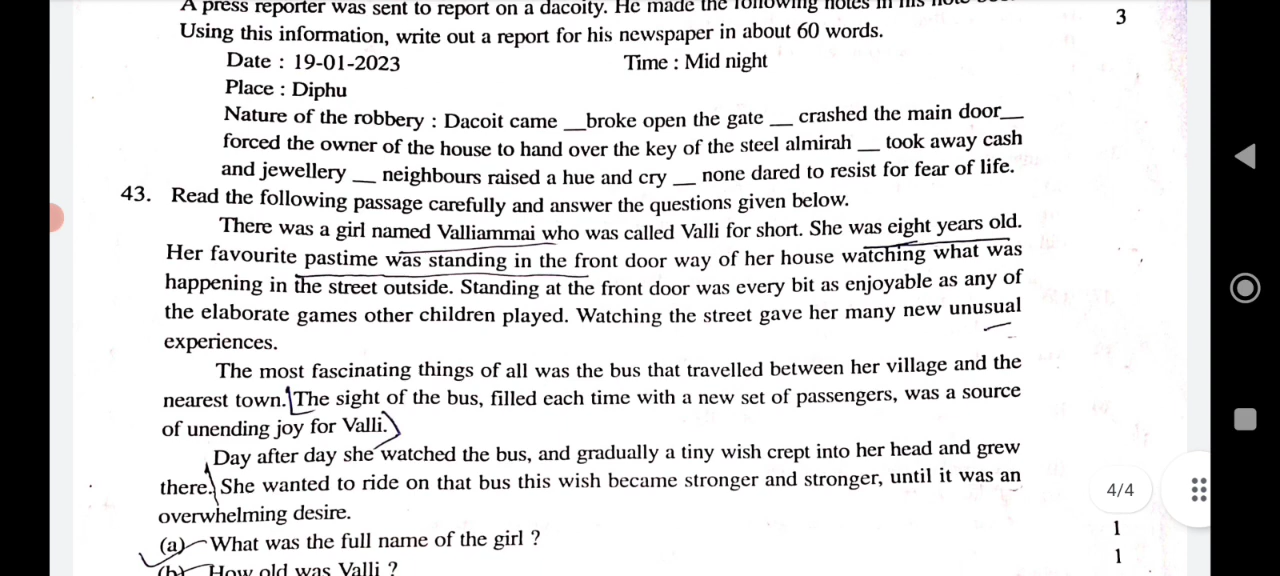 A press reporter was sent to report on a dacoity. He made the following notes in his note
3
Using this information, write out a report for his newspaper in about 60 words.
Date : 19-01-2023 Time : Mid night
Place : Diphu
Nature of the robbery : Dacoit came __broke open the gate __ crashed the main door__
forced the owner of the house to hand over the key of the steel almirah __ took away cash
and jewellery __ neighbours raised a hue and cry __ none dared to resist for fear of life.
43. Read the following passage carefully and answer the questions given below.
There was a girl named Valliammai who was called Valli for short. She was eight years old.
Her favourite pastime was standing in the front door way of her house watching what was
happening in the street outside. Standing at the front door was every bit as enjoyable as any of
the elaborate games other children played. Watching the street gave her many new unusual
experiences.
The most fascinating things of all was the bus that travelled between her village and the
nearest town. The sight of the bus, filled each time with a new set of passengers, was a source
of unending joy for Valli.
Day after day she watched the bus, and gradually a tiny wish crept into her head and grew
there. She wanted to ride on that bus this wish became stronger and stronger, until it was an
overwhelming desire.
4/4
(a) What was the full name of the girl ? 1
(b) How old was Valli ? 1